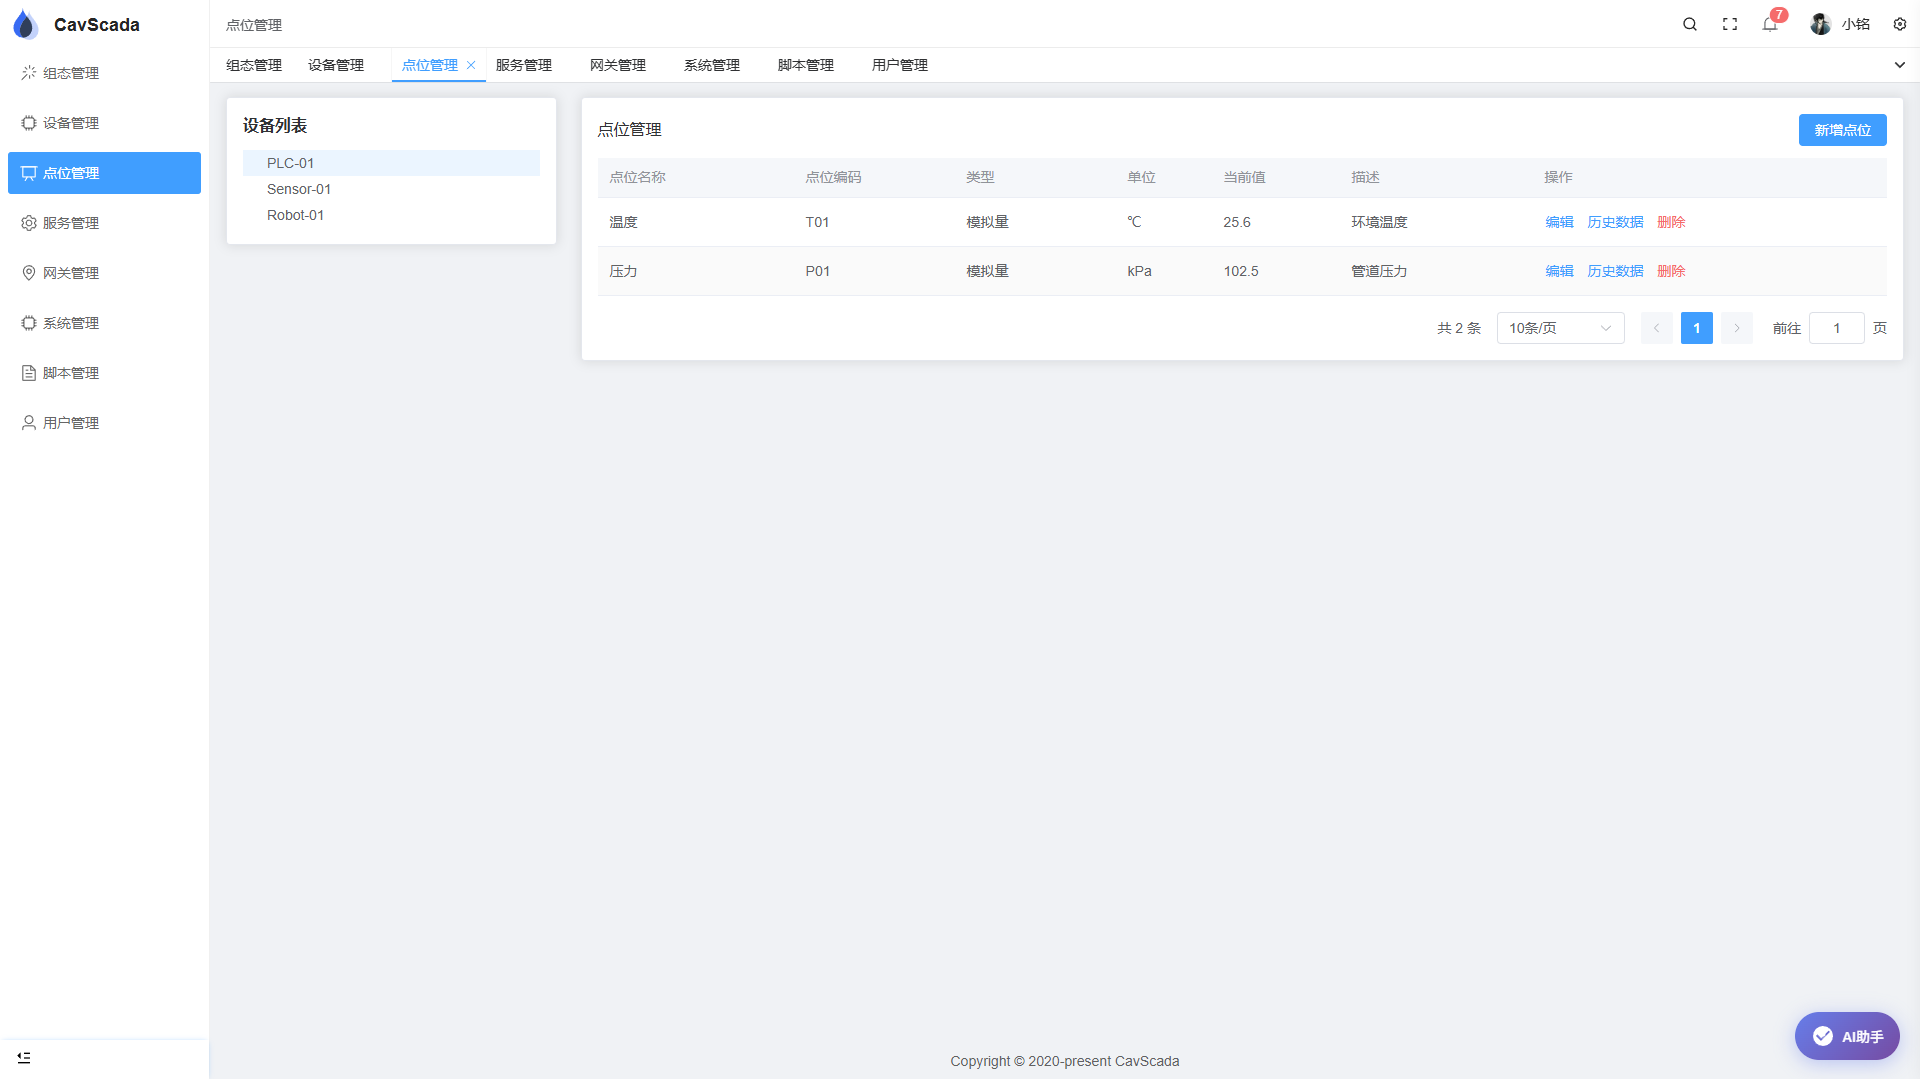 CavScada
组态管理
设备管理
点位管理
服务管理
网关管理
系统管理
脚本管理
用户管理
点位管理
7
小铭
组态管理 设备管理 点位管理 服务管理 网关管理 系统管理 脚本管理 用户管理
设备列表
PLC-01
Sensor-01
Robot-01
点位管理
新增点位
点位名称 点位编码 类型 单位 当前值 描述 操作
温度 T01 模拟量 ℃ 25.6 环境温度 编辑 历史数据 删除
压力 P01 模拟量 kPa 102.5 管道压力 编辑 历史数据 删除
共 2 条 10条/页 1 前往 1 页
AI助手
Copyright © 2020-present CavScada